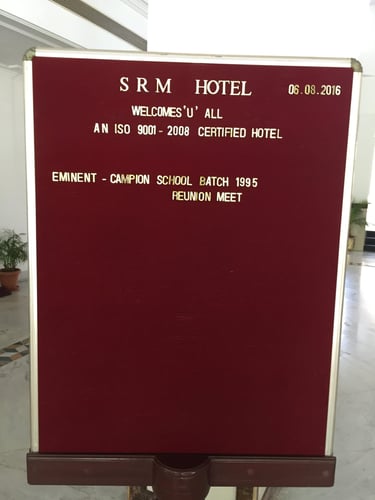 S R M HOTEL 06.08.2016
WELCOMES 'U' ALL
AN ISO 9001 - 2008 CERTIFIED HOTEL
EMINENT - CAMPION SCHOOL BATCH 1995
REUNION MEET